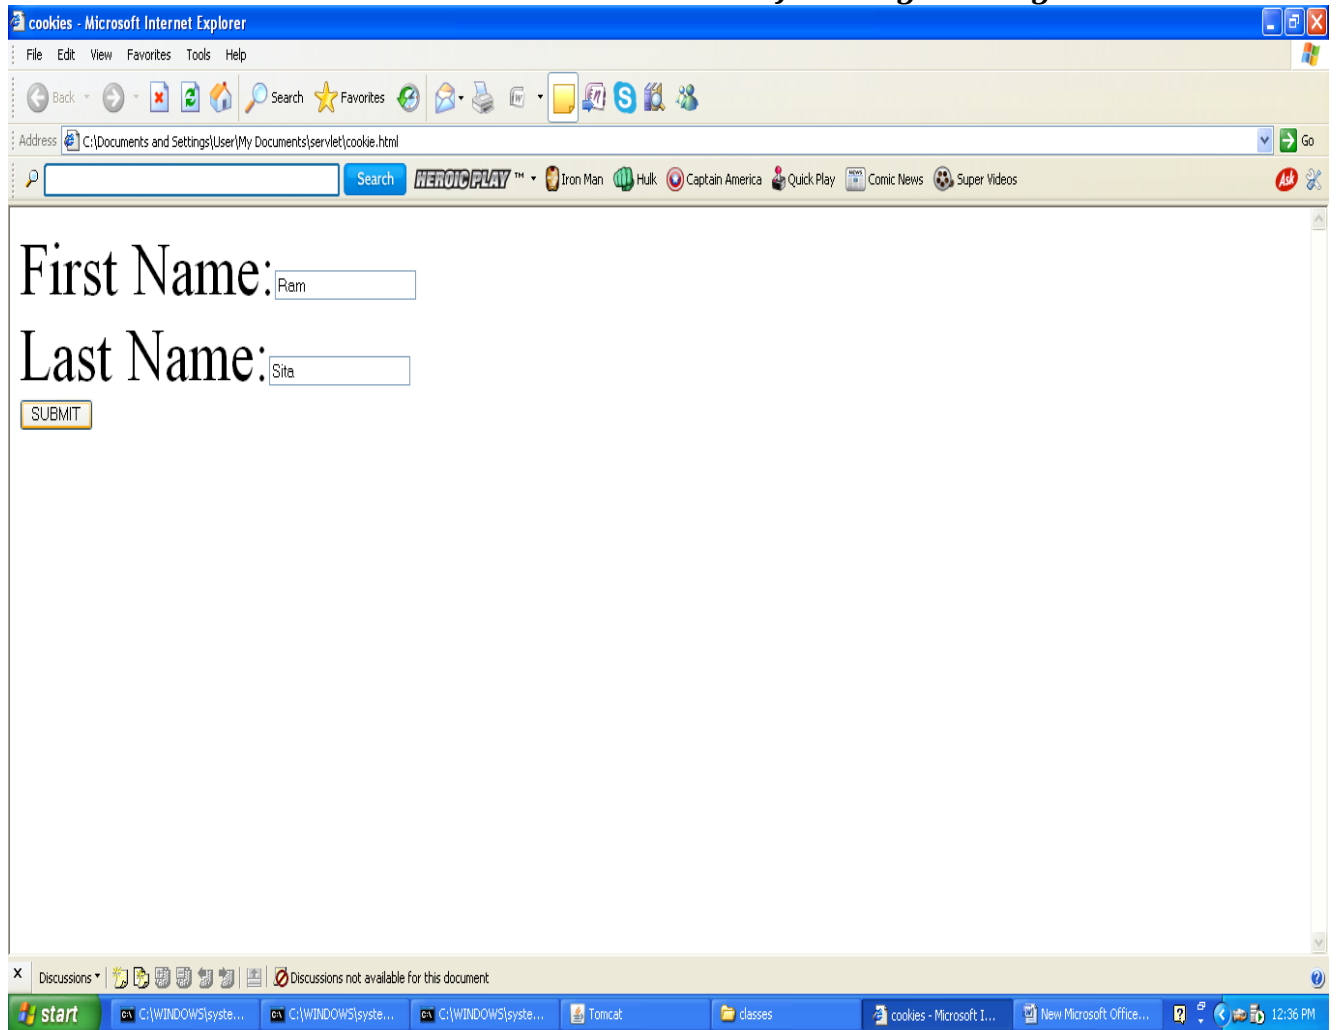 cookies - Microsoft Internet Explorer
File Edit View Favorites Tools Help
Back Search Favorites
Address C:\Documents and Settings\User\My Documents\servlet\cookie.html Go
Search HEROIC PLAY ™ Iron Man Hulk Captain America Quick Play NEWS Comic News Super Videos Ask
First Name: Ram
Last Name: Sita
SUBMIT
X Discussions Discussions not available for this document
start C:\WINDOWS\syste... C:\WINDOWS\syste... C:\WINDOWS\syste... Tomcat classes cookies - Microsoft I... New Microsoft Office... 12:36 PM